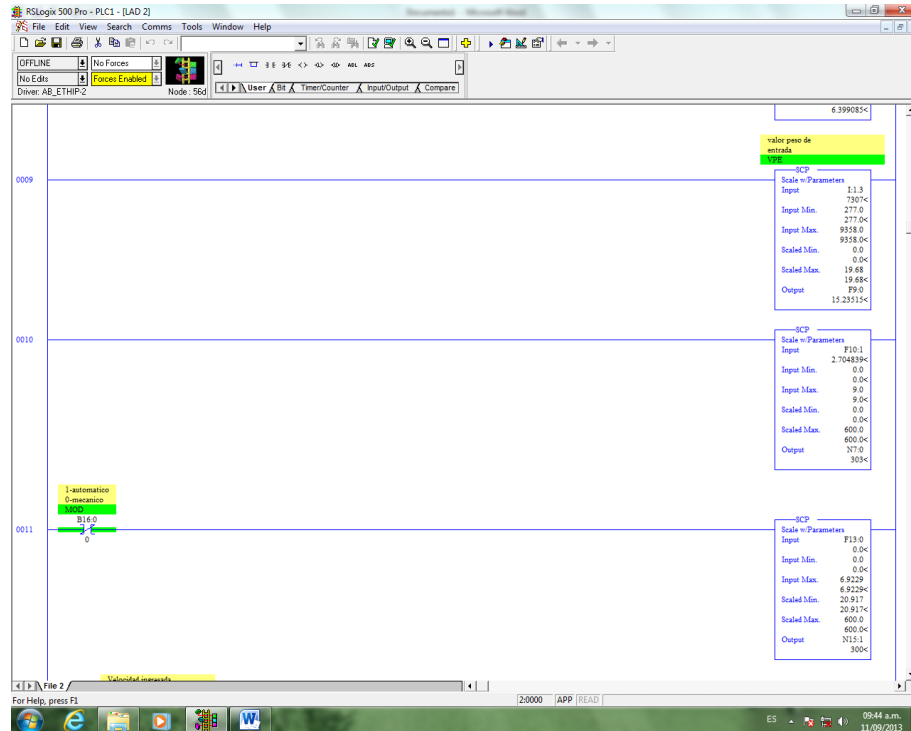 RSLogix 500 Pro - PLC1 - [LAD 2]
File Edit View Search Comms Tools Window Help
OFFLINE No Forces
No Edits Forces Enabled
Driver: AB_ETHIP-2 Node : 56d
ABL ABS
User Bit Timer/Counter Input/Output Compare
6.399085<
valor peso de
entrada
VPE
SCP
0009
Scale w/Parameters
Input I:1.3
7307<
Input Min. 277.0
277.0<
Input Max. 9358.0
9358.0<
Scaled Min. 0.0
0.0<
Scaled Max. 19.68
19.68<
Output F9:0
15.23515<
SCP
0010
Scale w/Parameters
Input F10:1
2.704839<
Input Min. 0.0
0.0<
Input Max. 9.0
9.0<
Scaled Min. 0.0
0.0<
Scaled Max. 600.0
600.0<
Output N7:0
303<
1-automatico
0-mecanico
MOD
B16:0
0011
0
SCP
Scale w/Parameters
Input F13:0
0.0<
Input Min. 0.0
0.0<
Input Max. 6.9229
6.9229<
Scaled Min. 20.917
20.917<
Scaled Max. 600.0
600.0<
Output N15:1
300<
Velocidad ingresada
File 2
For Help, press F1 2:0000 APP READ
ES 09:44 a.m.
11/09/2013